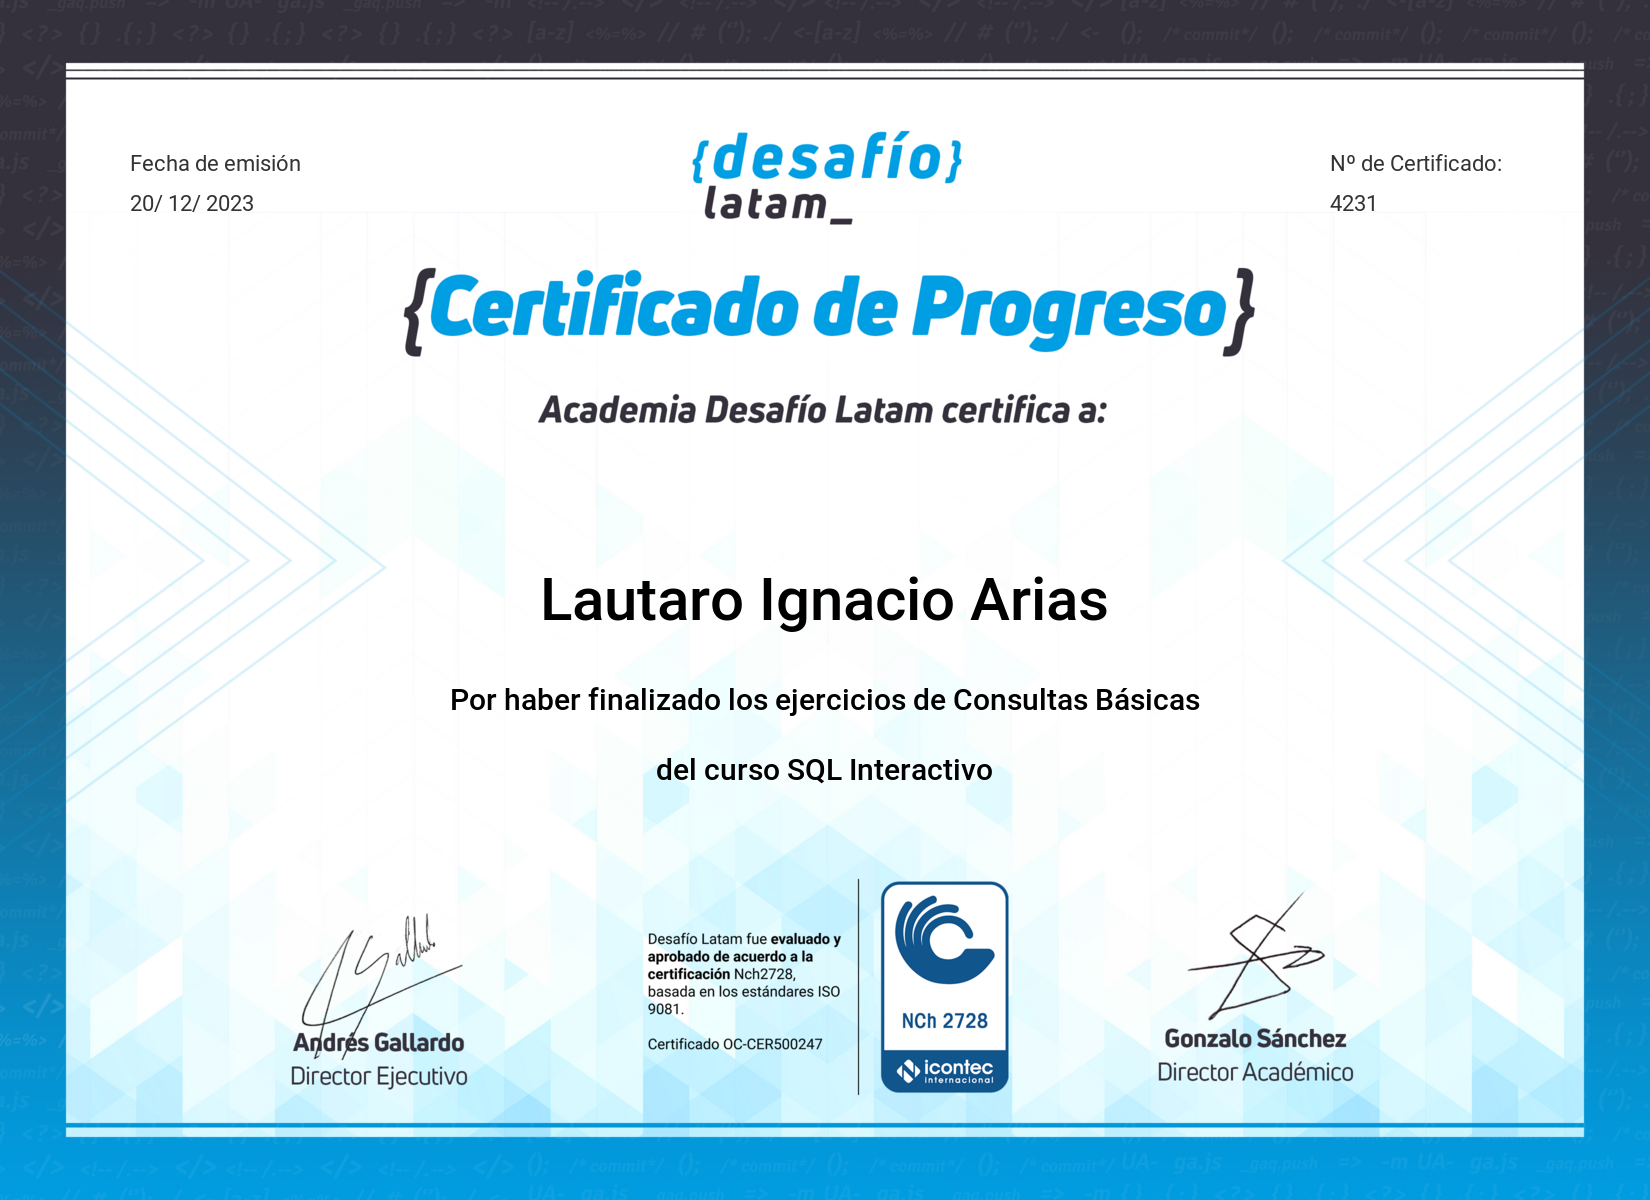 Fecha de emisión
20/ 12/ 2023
{desafío}
latam_
Nº de Certificado:
4231
{Certificado de Progreso}
Academia Desafío Latam certifica a:
Lautaro Ignacio Arias
Por haber finalizado los ejercicios de Consultas Básicas
del curso SQL Interactivo
Andrés Gallardo
Director Ejecutivo
Desafío Latam fue evaluado y
aprobado de acuerdo a la
certificación Nch2728,
basada en los estándares ISO
9081.
Certificado OC-CER500247
NCh 2728
icontec
internacional
Gonzalo Sánchez
Director Académico